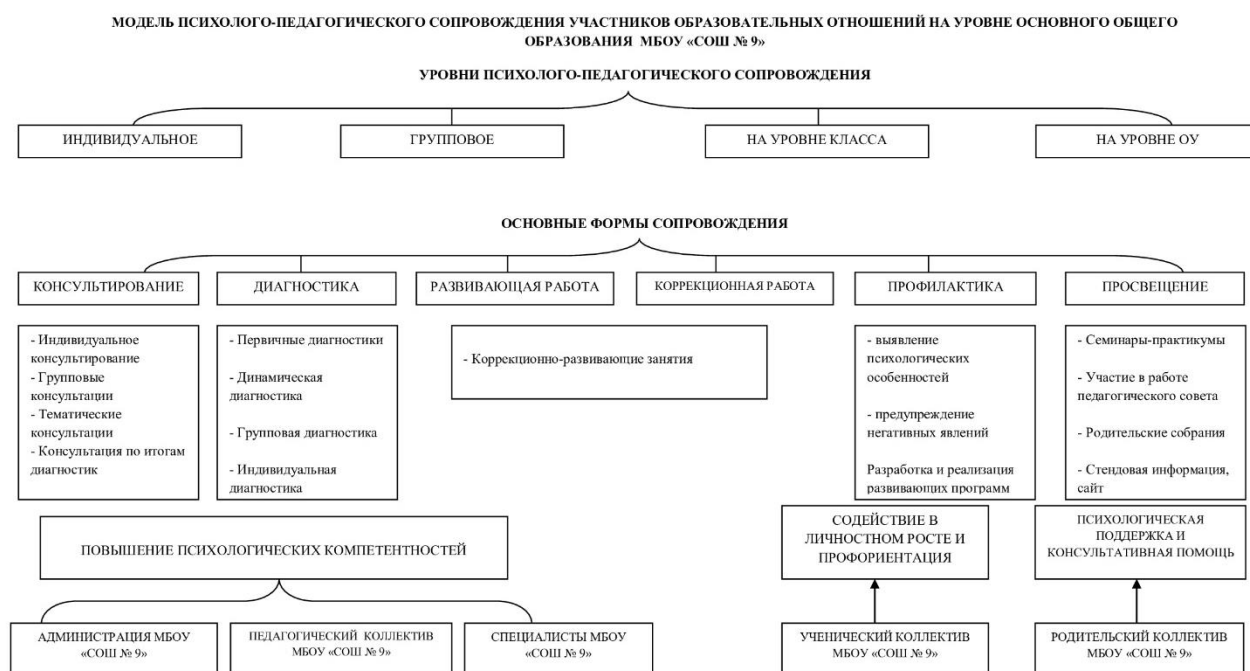 МОДЕЛЬ ПСИХОЛОГО-ПЕДАГОГИЧЕСКОГО СОПРОВОЖДЕНИЯ УЧАСТНИКОВ ОБРАЗОВАТЕЛЬНЫХ ОТНОШЕНИЙ НА УРОВНЕ ОСНОВНОГО ОБЩЕГО
ОБРАЗОВАНИЯ МБОУ «СОШ № 9»
УРОВНИ ПСИХОЛОГО-ПЕДАГОГИЧЕСКОГО СОПРОВОЖДЕНИЯ
ИНДИВИДУАЛЬНОЕ
ГРУППОВОЕ
НА УРОВНЕ КЛАССА
НА УРОВНЕ ОУ
ОСНОВНЫЕ ФОРМЫ СОПРОВОЖДЕНИЯ
КОНСУЛЬТИРОВАНИЕ
ДИАГНОСТИКА
РАЗВИВАЮЩАЯ РАБОТА
КОРРЕКЦИОННАЯ РАБОТА
ПРОФИЛАКТИКА
ПРОСВЕЩЕНИЕ
- Индивидуальное
консультирование
- Групповые
консультации
- Тематические
консультации
- Консультация по итогам
диагностик
- Первичные диагностики
- Динамическая
диагностика
- Групповая диагностика
- Индивидуальная
диагностика
- Коррекционно-развивающие занятия
- выявление
психологических
особенностей
- предупреждение
негативных явлений
Разработка и реализация
развивающих программ
- Семинары-практикумы
- Участие в работе
педагогического совета
- Родительские собрания
- Стендовая информация,
сайт
ПОВЫШЕНИЕ ПСИХОЛОГИЧЕСКИХ КОМПЕТЕНТНОСТЕЙ
СОДЕЙСТВИЕ В
ЛИЧНОСТНОМ РОСТЕ И
ПРОФОРИЕНТАЦИЯ
ПСИХОЛОГИЧЕСКАЯ
ПОДДЕРЖКА И
КОНСУЛЬТАТИВНАЯ ПОМОЩЬ
АДМИНИСТРАЦИЯ МБОУ
«СОШ № 9»
ПЕДАГОГИЧЕСКИЙ КОЛЛЕКТИВ
МБОУ «СОШ № 9»
СПЕЦИАЛИСТЫ МБОУ
«СОШ № 9»
УЧЕНИЧЕСКИЙ КОЛЛЕКТИВ
МБОУ «СОШ № 9»
РОДИТЕЛЬСКИЙ КОЛЛЕКТИВ
МБОУ «СОШ № 9»